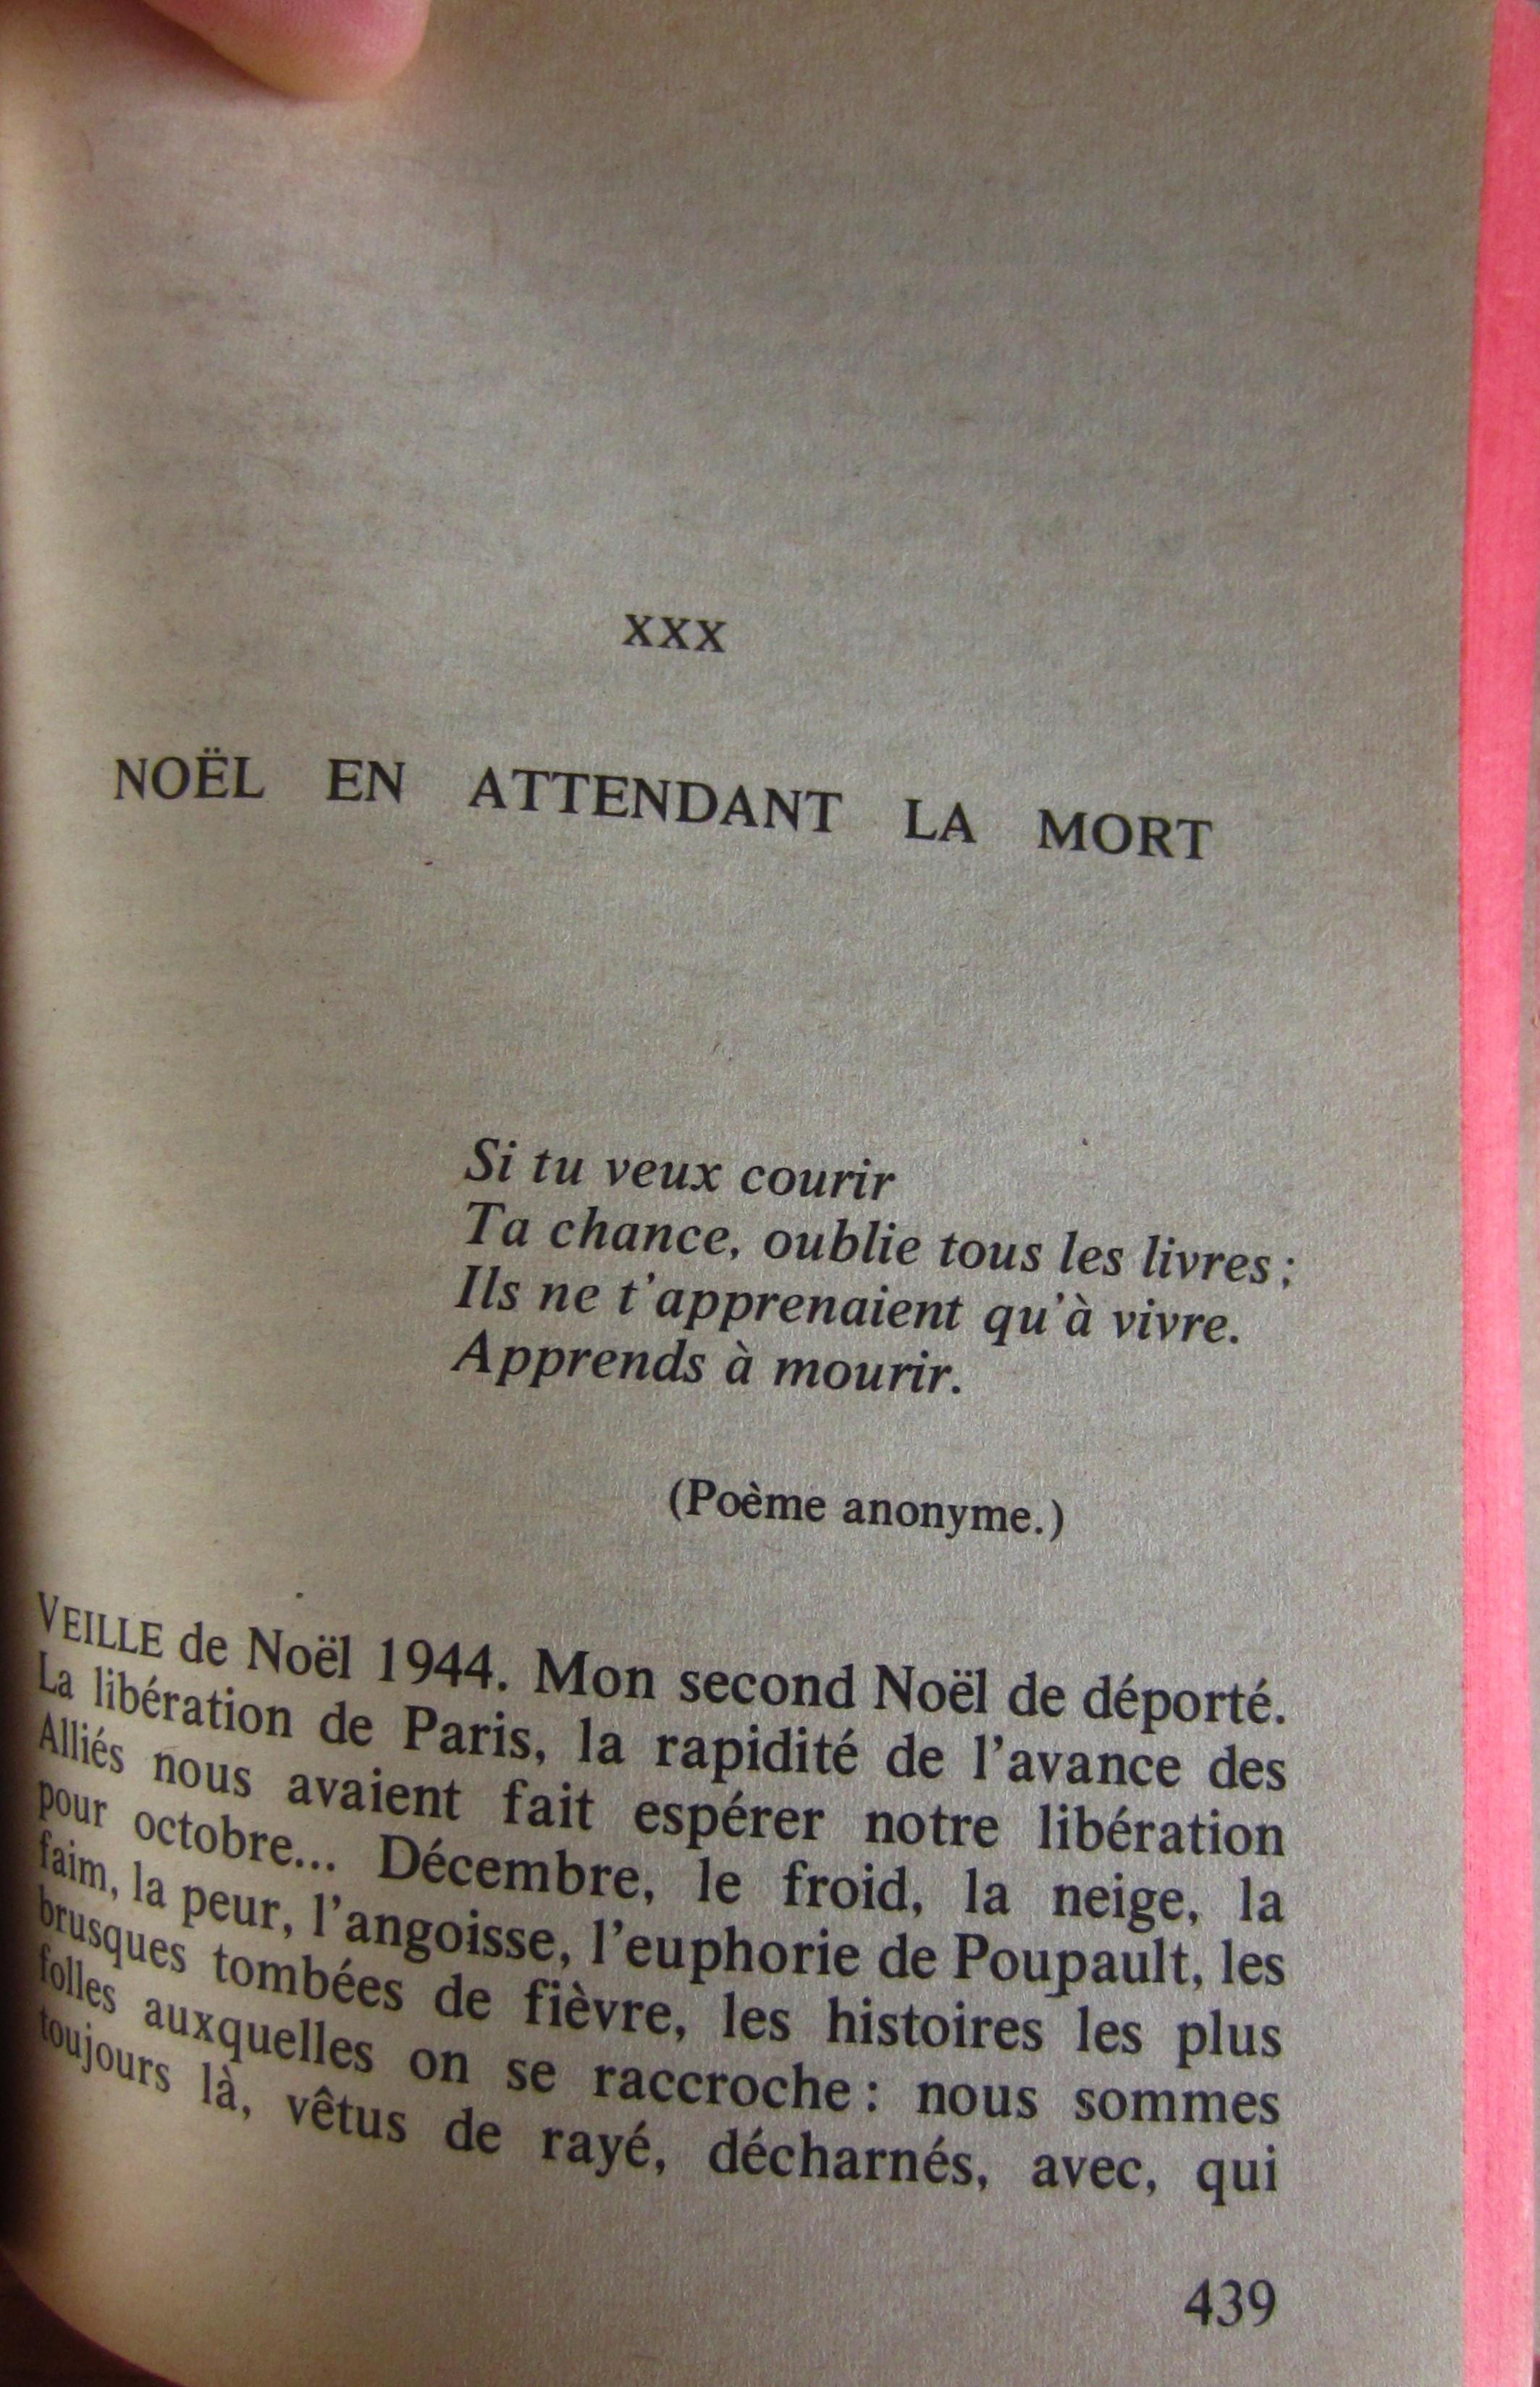 XXX
NOËL EN ATTENDANT LA MORT
Si tu veux courir
Ta chance, oublie tous les livres ;
Ils ne t'apprenaient qu'à vivre.
Apprends à mourir.
(Poème anonyme.)
VEILLE de Noël 1944. Mon second Noël de déporté.
La libération de Paris, la rapidité de l'avance des
Alliés nous avaient fait espérer notre libération
pour octobre... Décembre, le froid, la neige, la
faim, la peur, l'angoisse, l'euphorie de Poupault, les
brusques tombées de fièvre, les histoires les plus
folles auxquelles on se raccroche : nous sommes
toujours là, vêtus de rayé, décharnés, avec, qui
439